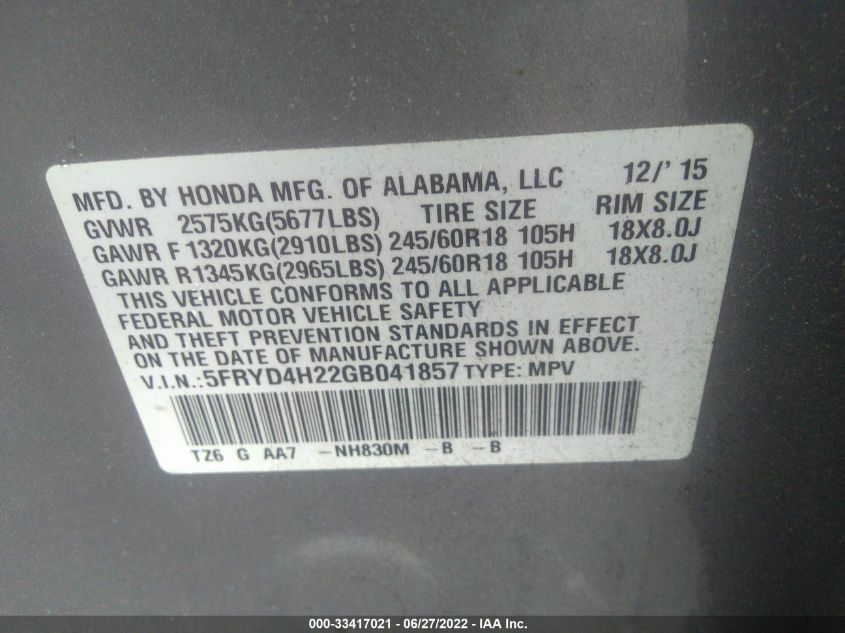 MFD. BY HONDA MFG. OF ALABAMA, LLC 12/' 15
GVWR 2575KG(5677LBS) TIRE SIZE RIM SIZE
GAWR F 1320KG(2910LBS) 245/60R18 105H 18X8.0J
GAWR R1345KG(2965LBS) 245/60R18 105H 18X8.0J
THIS VEHICLE CONFORMS TO ALL APPLICABLE
FEDERAL MOTOR VEHICLE SAFETY
AND THEFT PREVENTION STANDARDS IN EFFECT
ON THE DATE OF MANUFACTURE SHOWN ABOVE.
V.I.N.:5FRYD4H22GB041857 TYPE: MPV
TZ6 G AA7 -NH830M -B -B
000-33417021 - 06/27/2022 - IAA Inc.